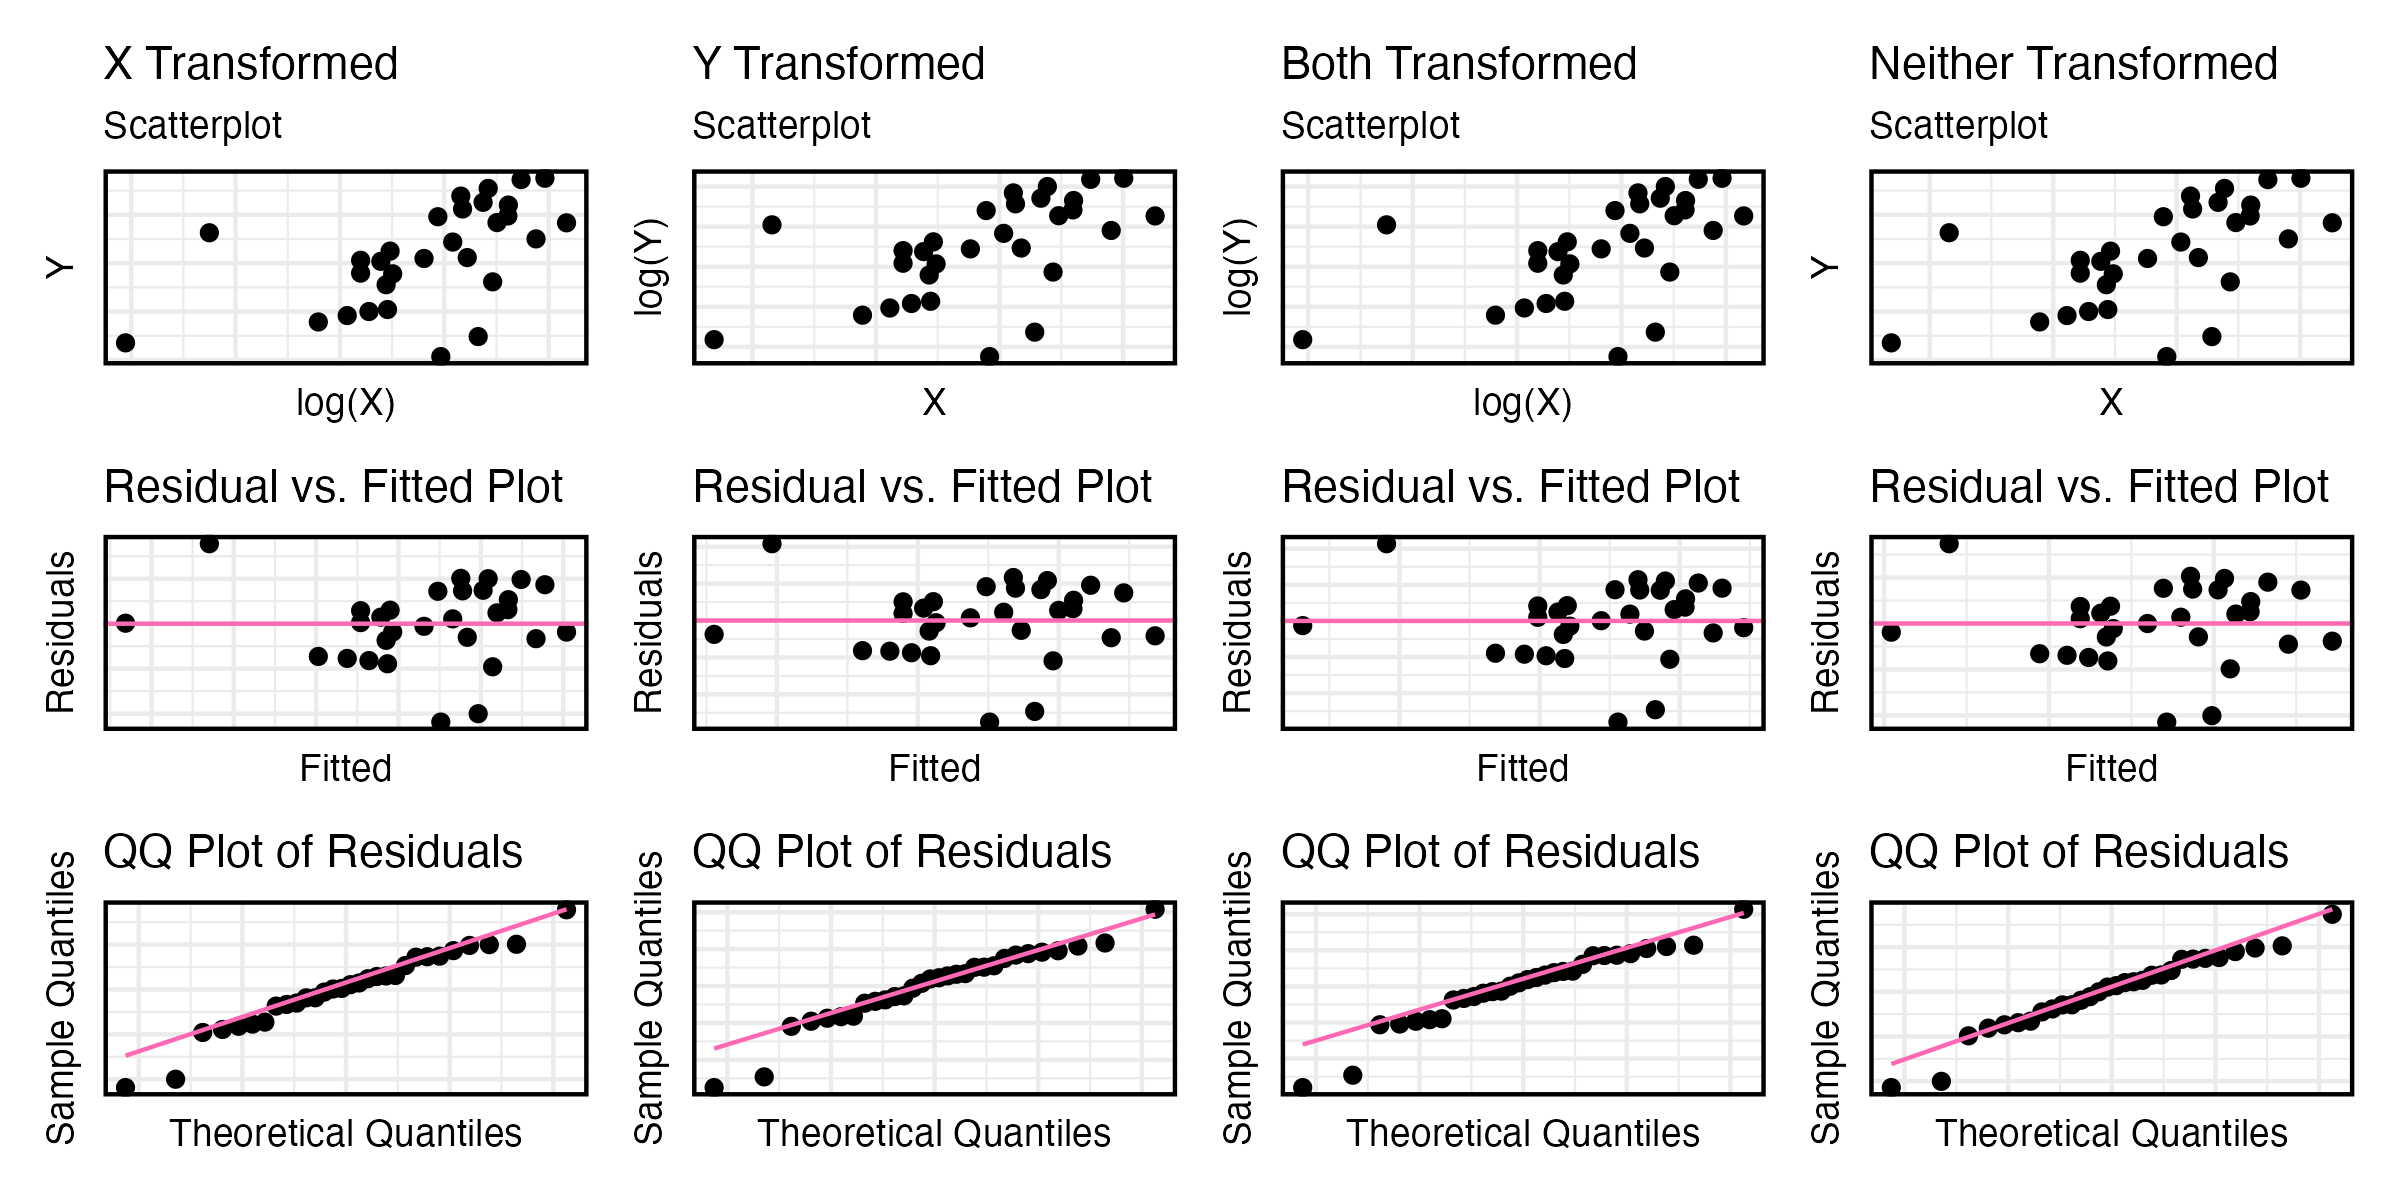 X Transformed
Y Transformed
Both Transformed
Neither Transformed
Scatterplot
Scatterplot
Scatterplot
Scatterplot
Y
log(Y)
log(Y)
Y
log(X)
X
log(X)
X
Residual vs. Fitted Plot
Residual vs. Fitted Plot
Residual vs. Fitted Plot
Residual vs. Fitted Plot
Residuals
Residuals
Residuals
Residuals
Fitted
Fitted
Fitted
Fitted
QQ Plot of Residuals
QQ Plot of Residuals
QQ Plot of Residuals
QQ Plot of Residuals
Sample Quantiles
Sample Quantiles
Sample Quantiles
Sample Quantiles
Theoretical Quantiles
Theoretical Quantiles
Theoretical Quantiles
Theoretical Quantiles